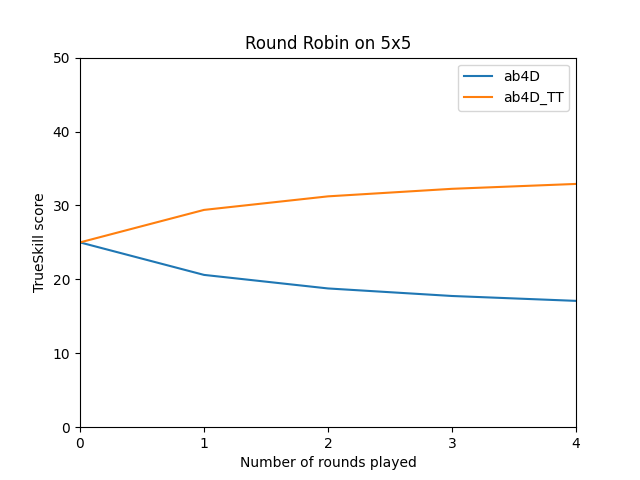 Round Robin on 5x5
ab4D
ab4D_TT
TrueSkill score
50
40
30
20
10
0
0 1 2 3 4
Number of rounds played